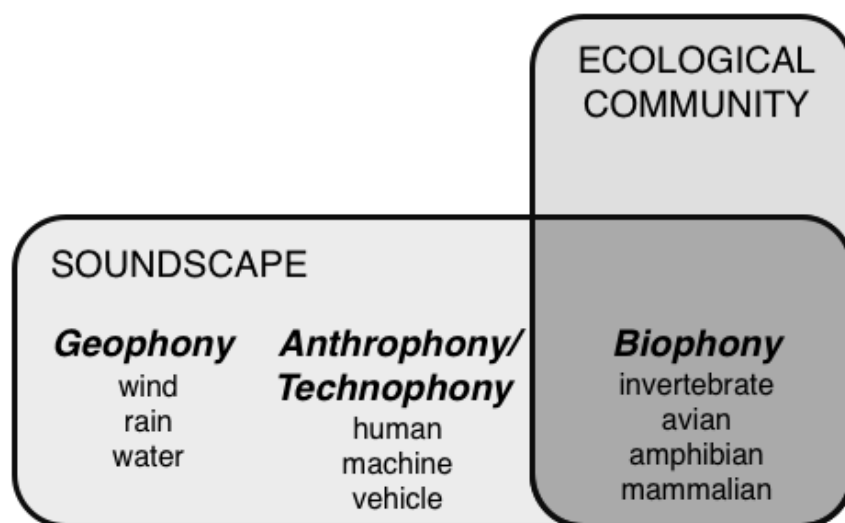 ECOLOGICAL
COMMUNITY
SOUNDSCAPE
Geophony
wind
rain
water
Anthrophony/
Technophony
human
machine
vehicle
Biophony
invertebrate
avian
amphibian
mammalian